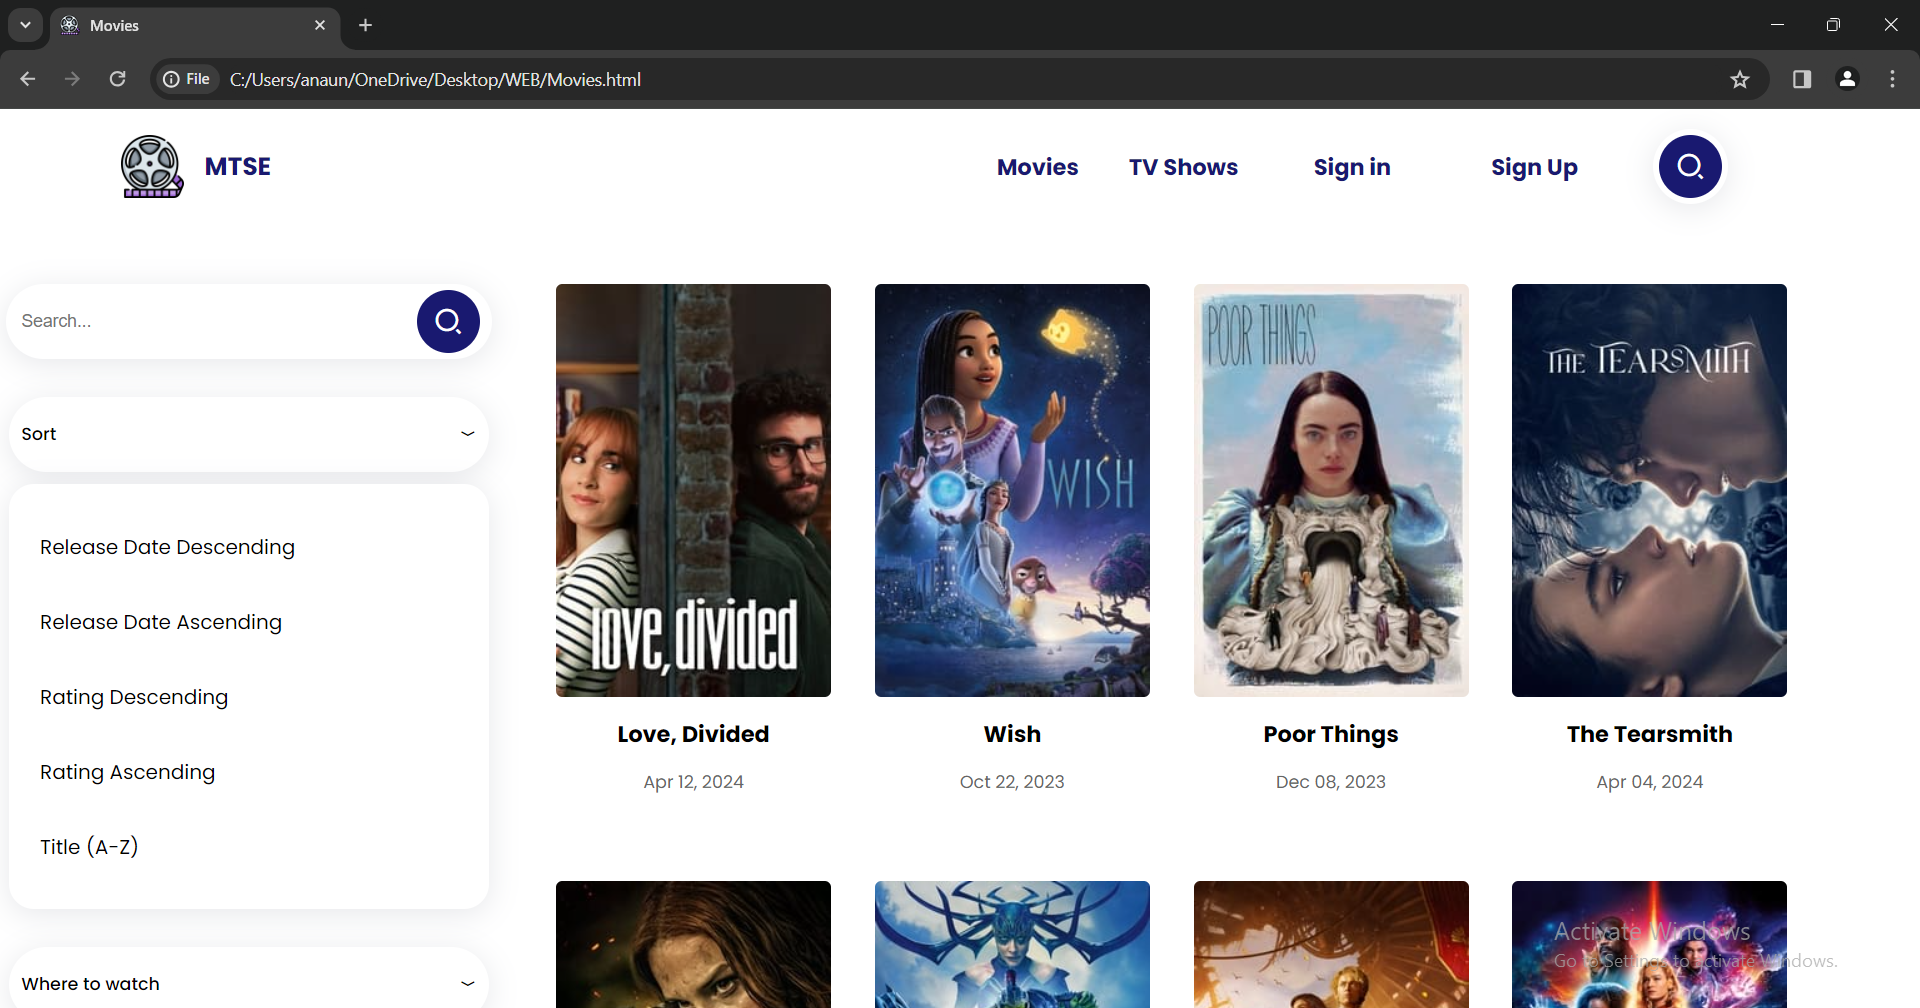 Movies
File
C:/Users/anaun/OneDrive/Desktop/WEB/Movies.html
MTSE
Movies
TV Shows
Sign in
Sign Up
Search...
Sort
Release Date Descending
Release Date Ascending
Rating Descending
Rating Ascending
Title (A-Z)
Where to watch
love, divided
WISH
POOR THINGS
THE TEARSMITH
Love, Divided
Wish
Poor Things
The Tearsmith
Apr 12, 2024
Oct 22, 2023
Dec 08, 2023
Apr 04, 2024
Activate Windows
Go to Settings to activate Windows.